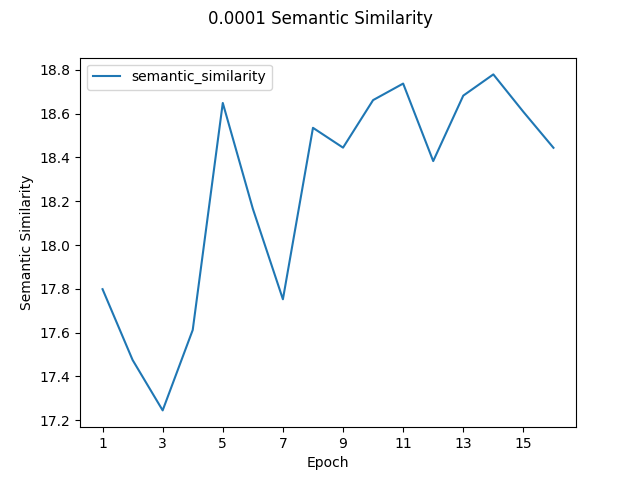 0.0001 Semantic Similarity
semantic_similarity
18.8
18.6
18.4
18.2
18.0
17.8
17.6
17.4
17.2
Semantic Similarity
1 3 5 7 9 11 13 15
Epoch